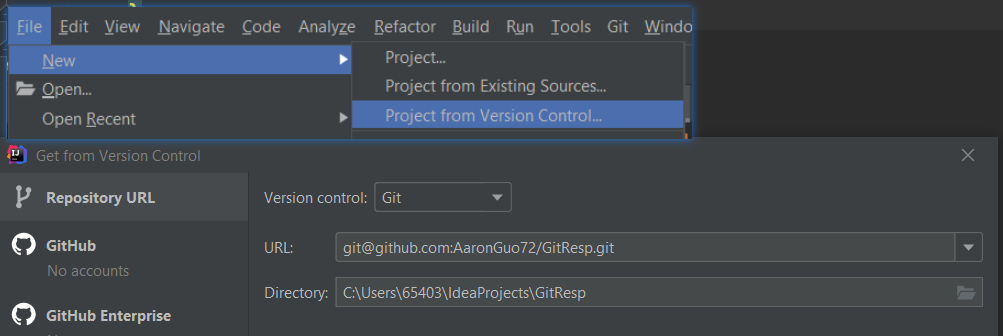 File Edit View Navigate Code Analyze Refactor Build Run Tools Git Windo
New
Project...
Open...
Project from Existing Sources...
Open Recent
Project from Version Control...
IJ Get from Version Control
Repository URL
Version control: Git
GitHub
URL: git@github.com:AaronGuo72/GitResp.git
No accounts
Directory: C:\Users\65403\IdeaProjects\GitResp
GitHub Enterprise